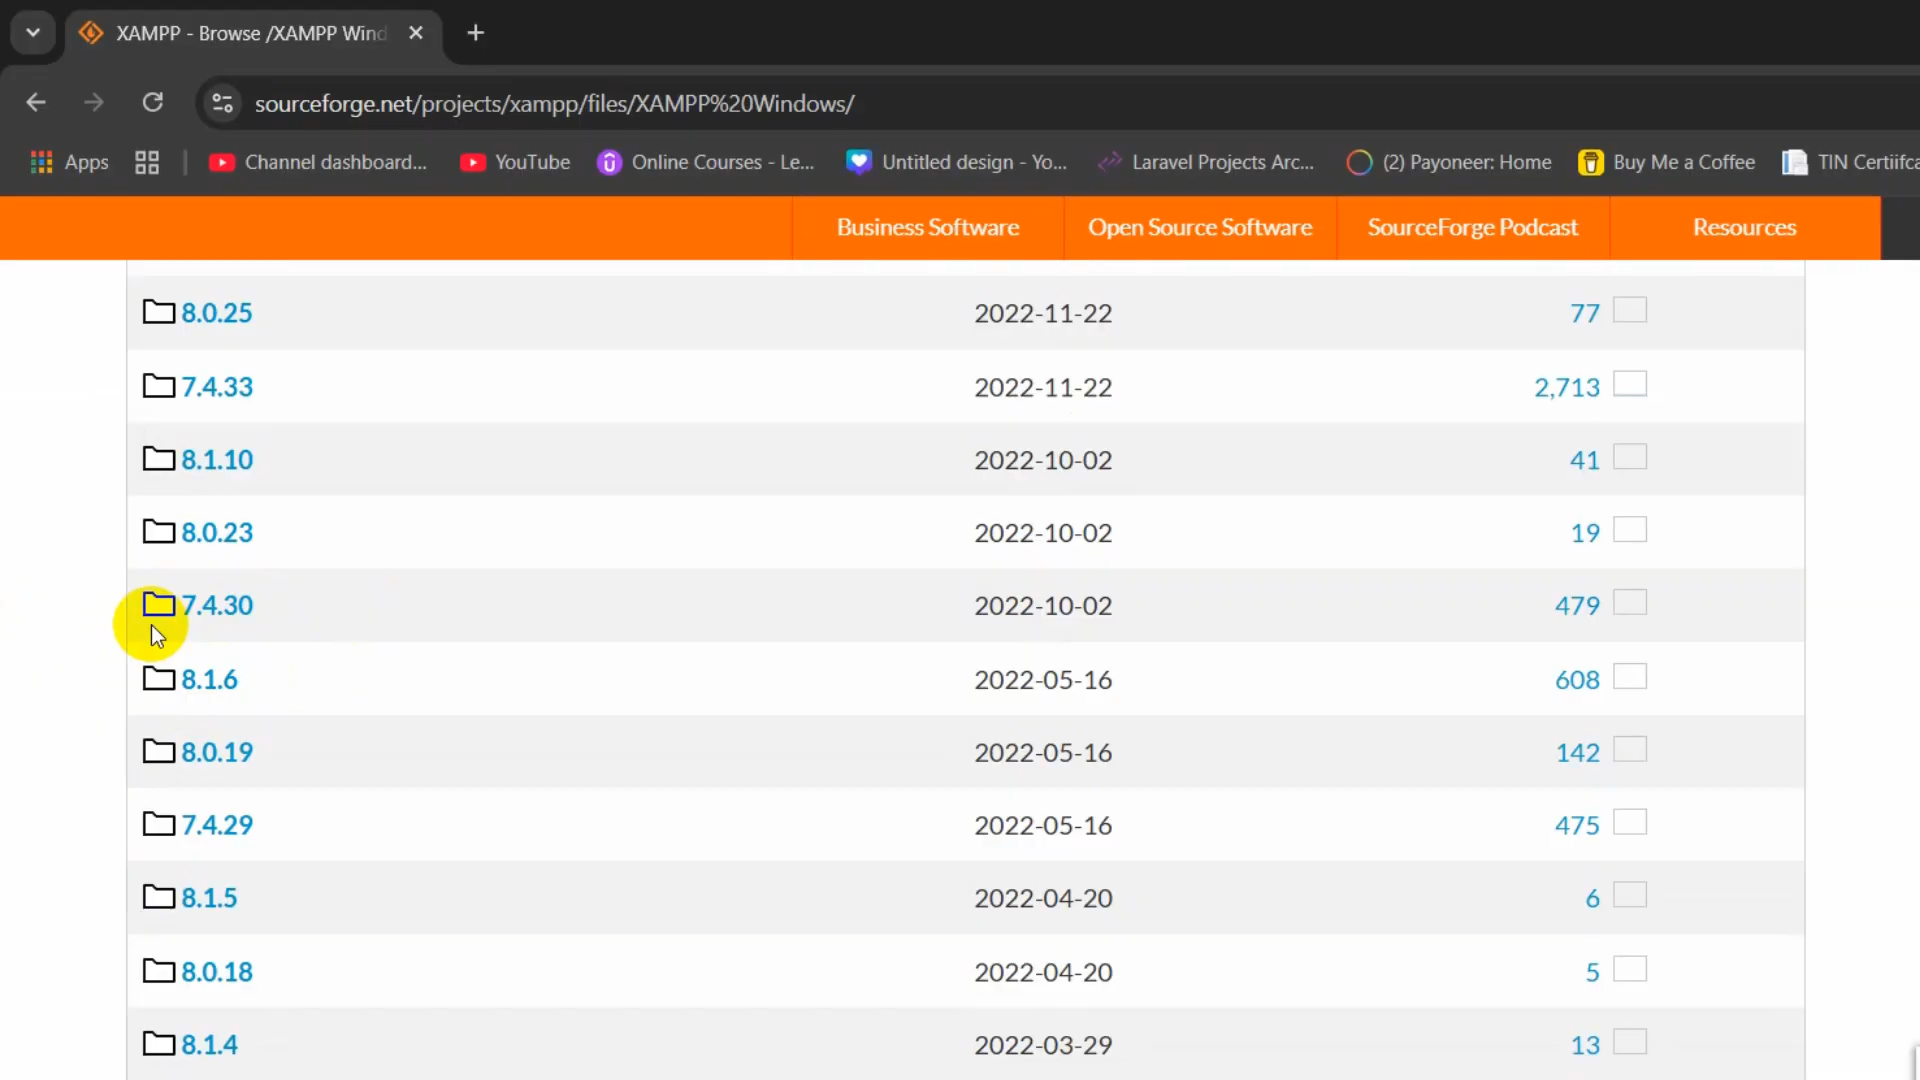 XAMPP - Browse /XAMPP Wind
sourceforge.net/projects/xampp/files/XAMPP%20Windows/
Apps Channel dashboard... YouTube Online Courses - Le... Untitled design - Yo... Laravel Projects Arc... (2) Payoneer: Home Buy Me a Coffee TIN Certiifca
Business Software Open Source Software SourceForge Podcast Resources
8.0.25 2022-11-22 77
7.4.33 2022-11-22 2,713
8.1.10 2022-10-02 41
8.0.23 2022-10-02 19
7.4.30 2022-10-02 479
8.1.6 2022-05-16 608
8.0.19 2022-05-16 142
7.4.29 2022-05-16 475
8.1.5 2022-04-20 6
8.0.18 2022-04-20 5
8.1.4 2022-03-29 13